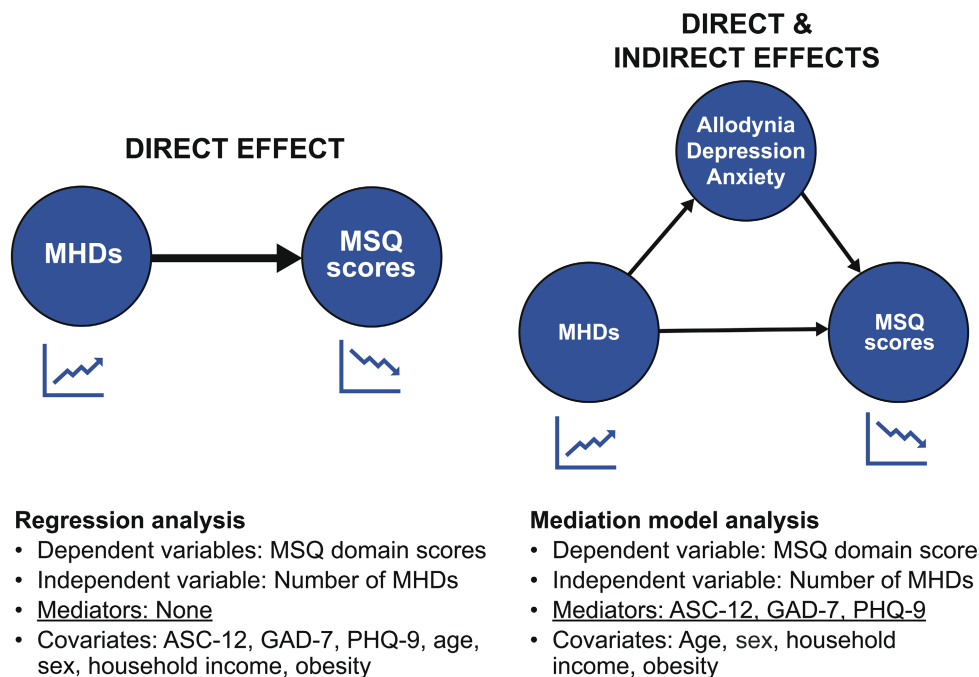 DIRECT EFFECT
MHDs
MSQ
scores
Regression analysis
• Dependent variables: MSQ domain scores
• Independent variable: Number of MHDs
• Mediators: None
• Covariates: ASC-12, GAD-7, PHQ-9, age,
sex, household income, obesity
DIRECT &
INDIRECT EFFECTS
Allodynia
Depression
Anxiety
MHDs
MSQ
scores
Mediation model analysis
• Dependent variable: MSQ domain score
• Independent variable: Number of MHDs
• Mediators: ASC-12, GAD-7, PHQ-9
• Covariates: Age, sex, household
income, obesity